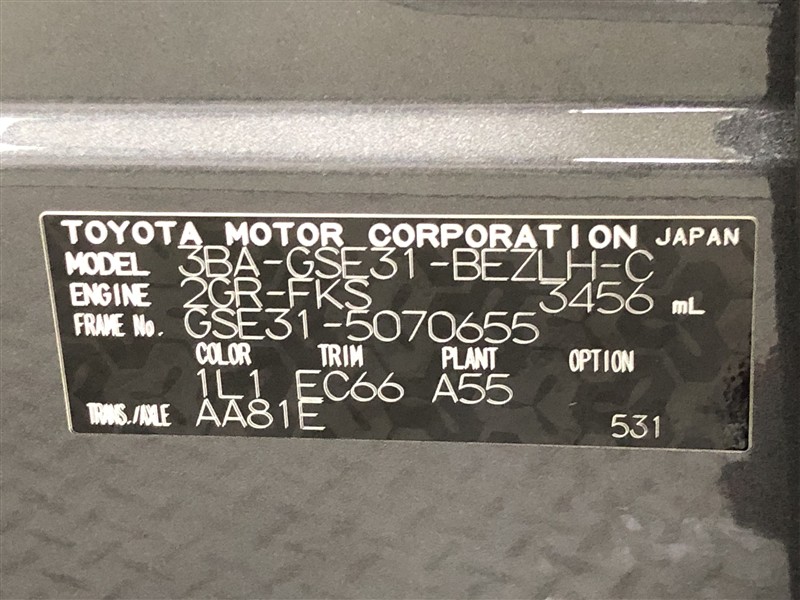 TOYOTA MOTOR CORPORATION JAPAN
MODEL 3BA-GSE31-BEZLH-C
ENGINE 2GR-FKS 3456 mL
FRAME No. GSE31-5070655
COLOR TRIM PLANT OPTION
1L1 EC66 A55
TRANS./AXLE AA81E 531